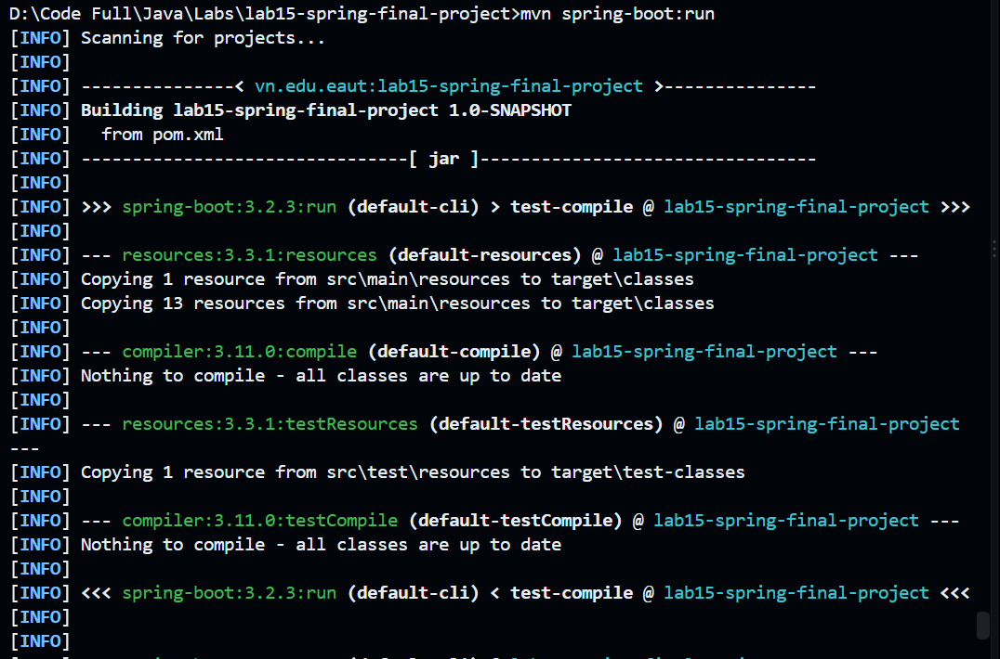 D:\Code Full\Java\Labs\lab15-spring-final-project>mvn spring-boot:run
[INFO] Scanning for projects...
[INFO]
[INFO] ---------------< vn.edu.eaut:lab15-spring-final-project >---------------
[INFO] Building lab15-spring-final-project 1.0-SNAPSHOT
[INFO]   from pom.xml
[INFO] --------------------------------[ jar ]---------------------------------
[INFO]
[INFO] >>> spring-boot:3.2.3:run (default-cli) > test-compile @ lab15-spring-final-project >>>
[INFO]
[INFO] --- resources:3.3.1:resources (default-resources) @ lab15-spring-final-project ---
[INFO] Copying 1 resource from src\main\resources to target\classes
[INFO] Copying 13 resources from src\main\resources to target\classes
[INFO]
[INFO] --- compiler:3.11.0:compile (default-compile) @ lab15-spring-final-project ---
[INFO] Nothing to compile - all classes are up to date
[INFO]
[INFO] --- resources:3.3.1:testResources (default-testResources) @ lab15-spring-final-project
---
[INFO] Copying 1 resource from src\test\resources to target\test-classes
[INFO]
[INFO] --- compiler:3.11.0:testCompile (default-testCompile) @ lab15-spring-final-project ---
[INFO] Nothing to compile - all classes are up to date
[INFO]
[INFO] <<< spring-boot:3.2.3:run (default-cli) < test-compile @ lab15-spring-final-project <<<
[INFO]
[INFO]